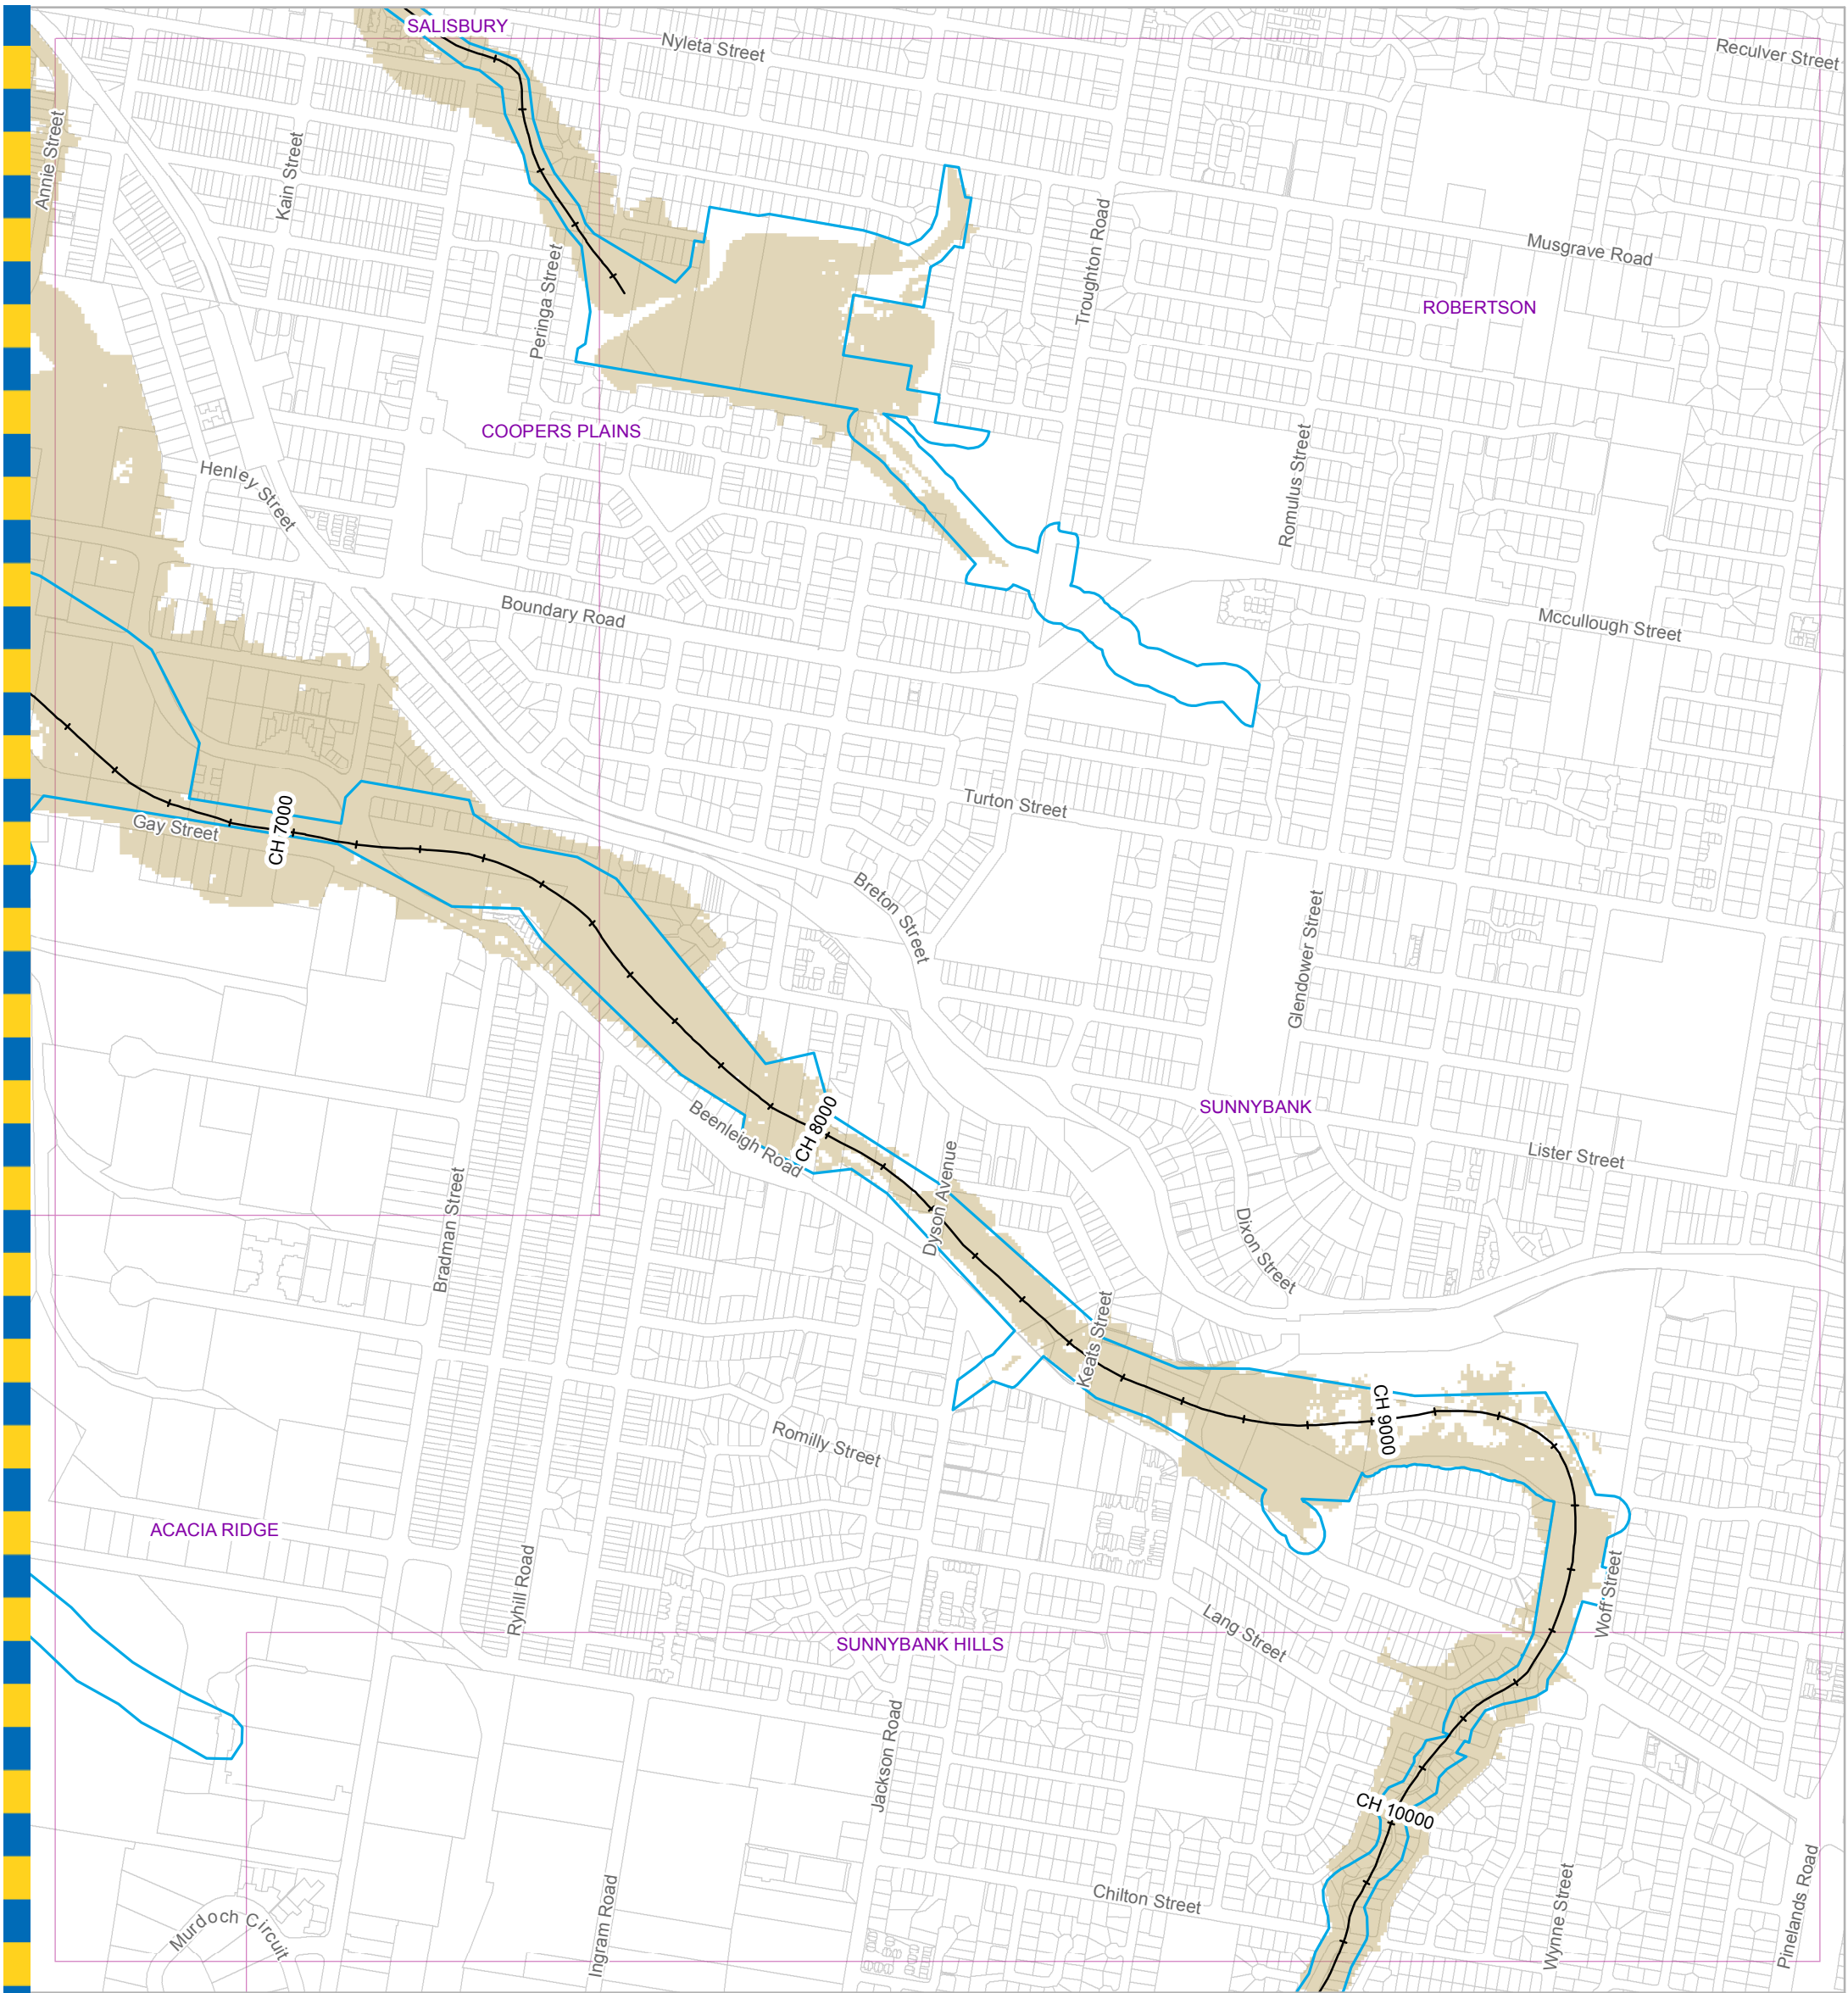 SALISBURY
Nyleta Street
Reculver Street
Annie Street
Kain Street
Peringa Street
Troughton Road
Musgrave Road
ROBERTSON
COOPERS PLAINS
Henley Street
Romulus Street
Boundary Road
Mccullough Street
Gay Street
CH 7000
Turton Street
Breton Street
Glendower Street
CH 8000
Beenleigh Road
SUNNYBANK
Lister Street
Bradman Street
Dyson Avenue
Dixon Street
Keats Street
CH 9000
Romilly Street
ACACIA RIDGE
Ryhill Road
Woff Street
Lang Street
SUNNYBANK HILLS
Jackson Road
CH 10000
Chilton Street
Murdoch Circuit
Ingram Road
Wynne Street
Pinelands Road